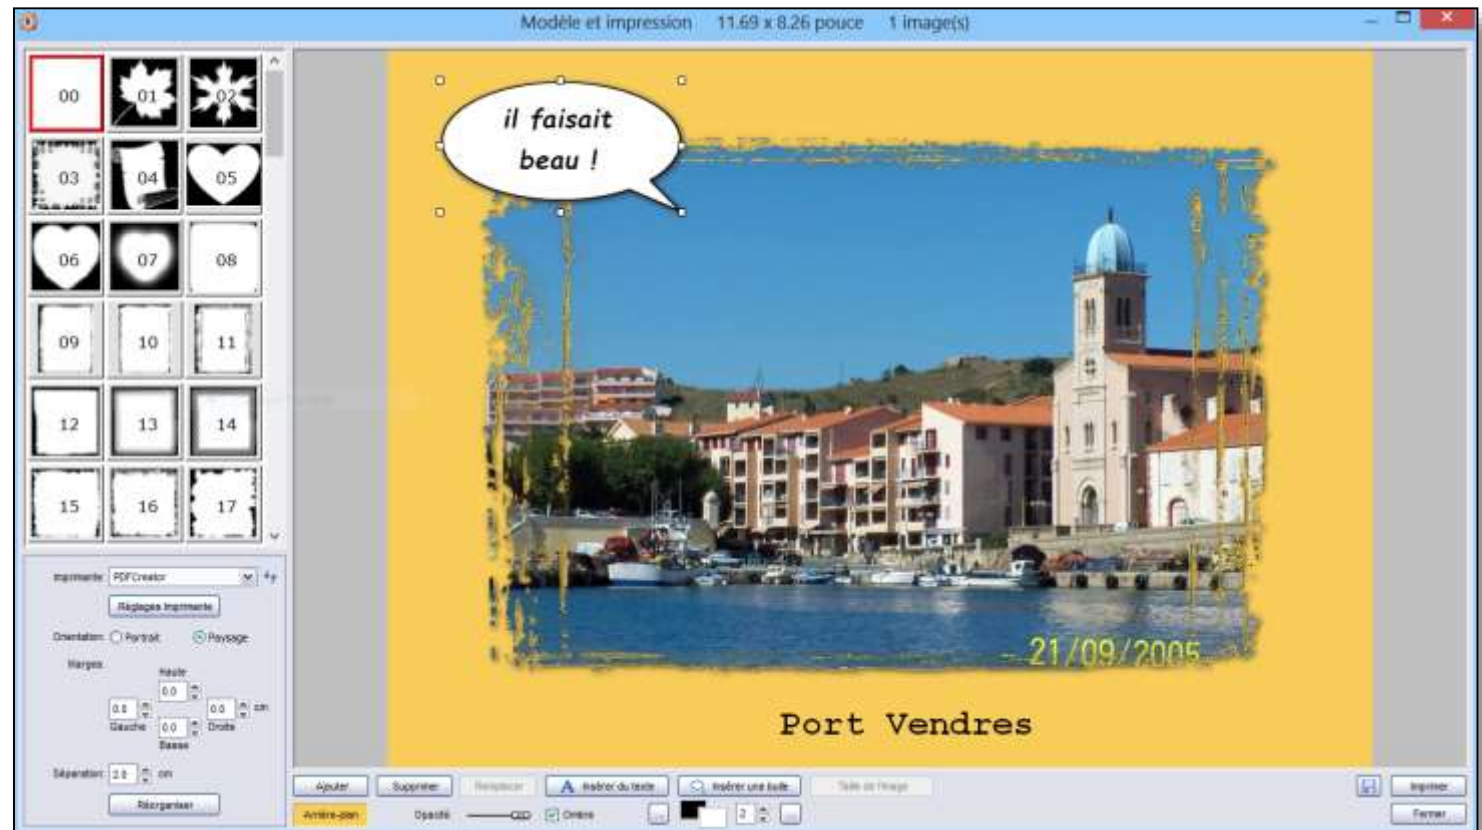 Modèle et impression 11.69 x 8.26 pouce 1 image(s)
00 01 02
03 04 05
06 07 08
09 10 11
12 13 14
15 16 17
il faisait
beau !
21/09/2005
Port Vendres
Imprimante: PDFCreator
Réglages Imprimante
Orientation: Portrait Paysage
Marges:
Haute
0.0
0.0 0.0 cm
Gauche 0.0 Droite
Basse
Séparation: 2.0 cm
Réorganiser
Ajouter Supprimer Remplacer A Insérer du texte Insérer une bulle Taille de l'image Imprimer
Arrière-plan Opacité Ombre ... 2 ... Fermer